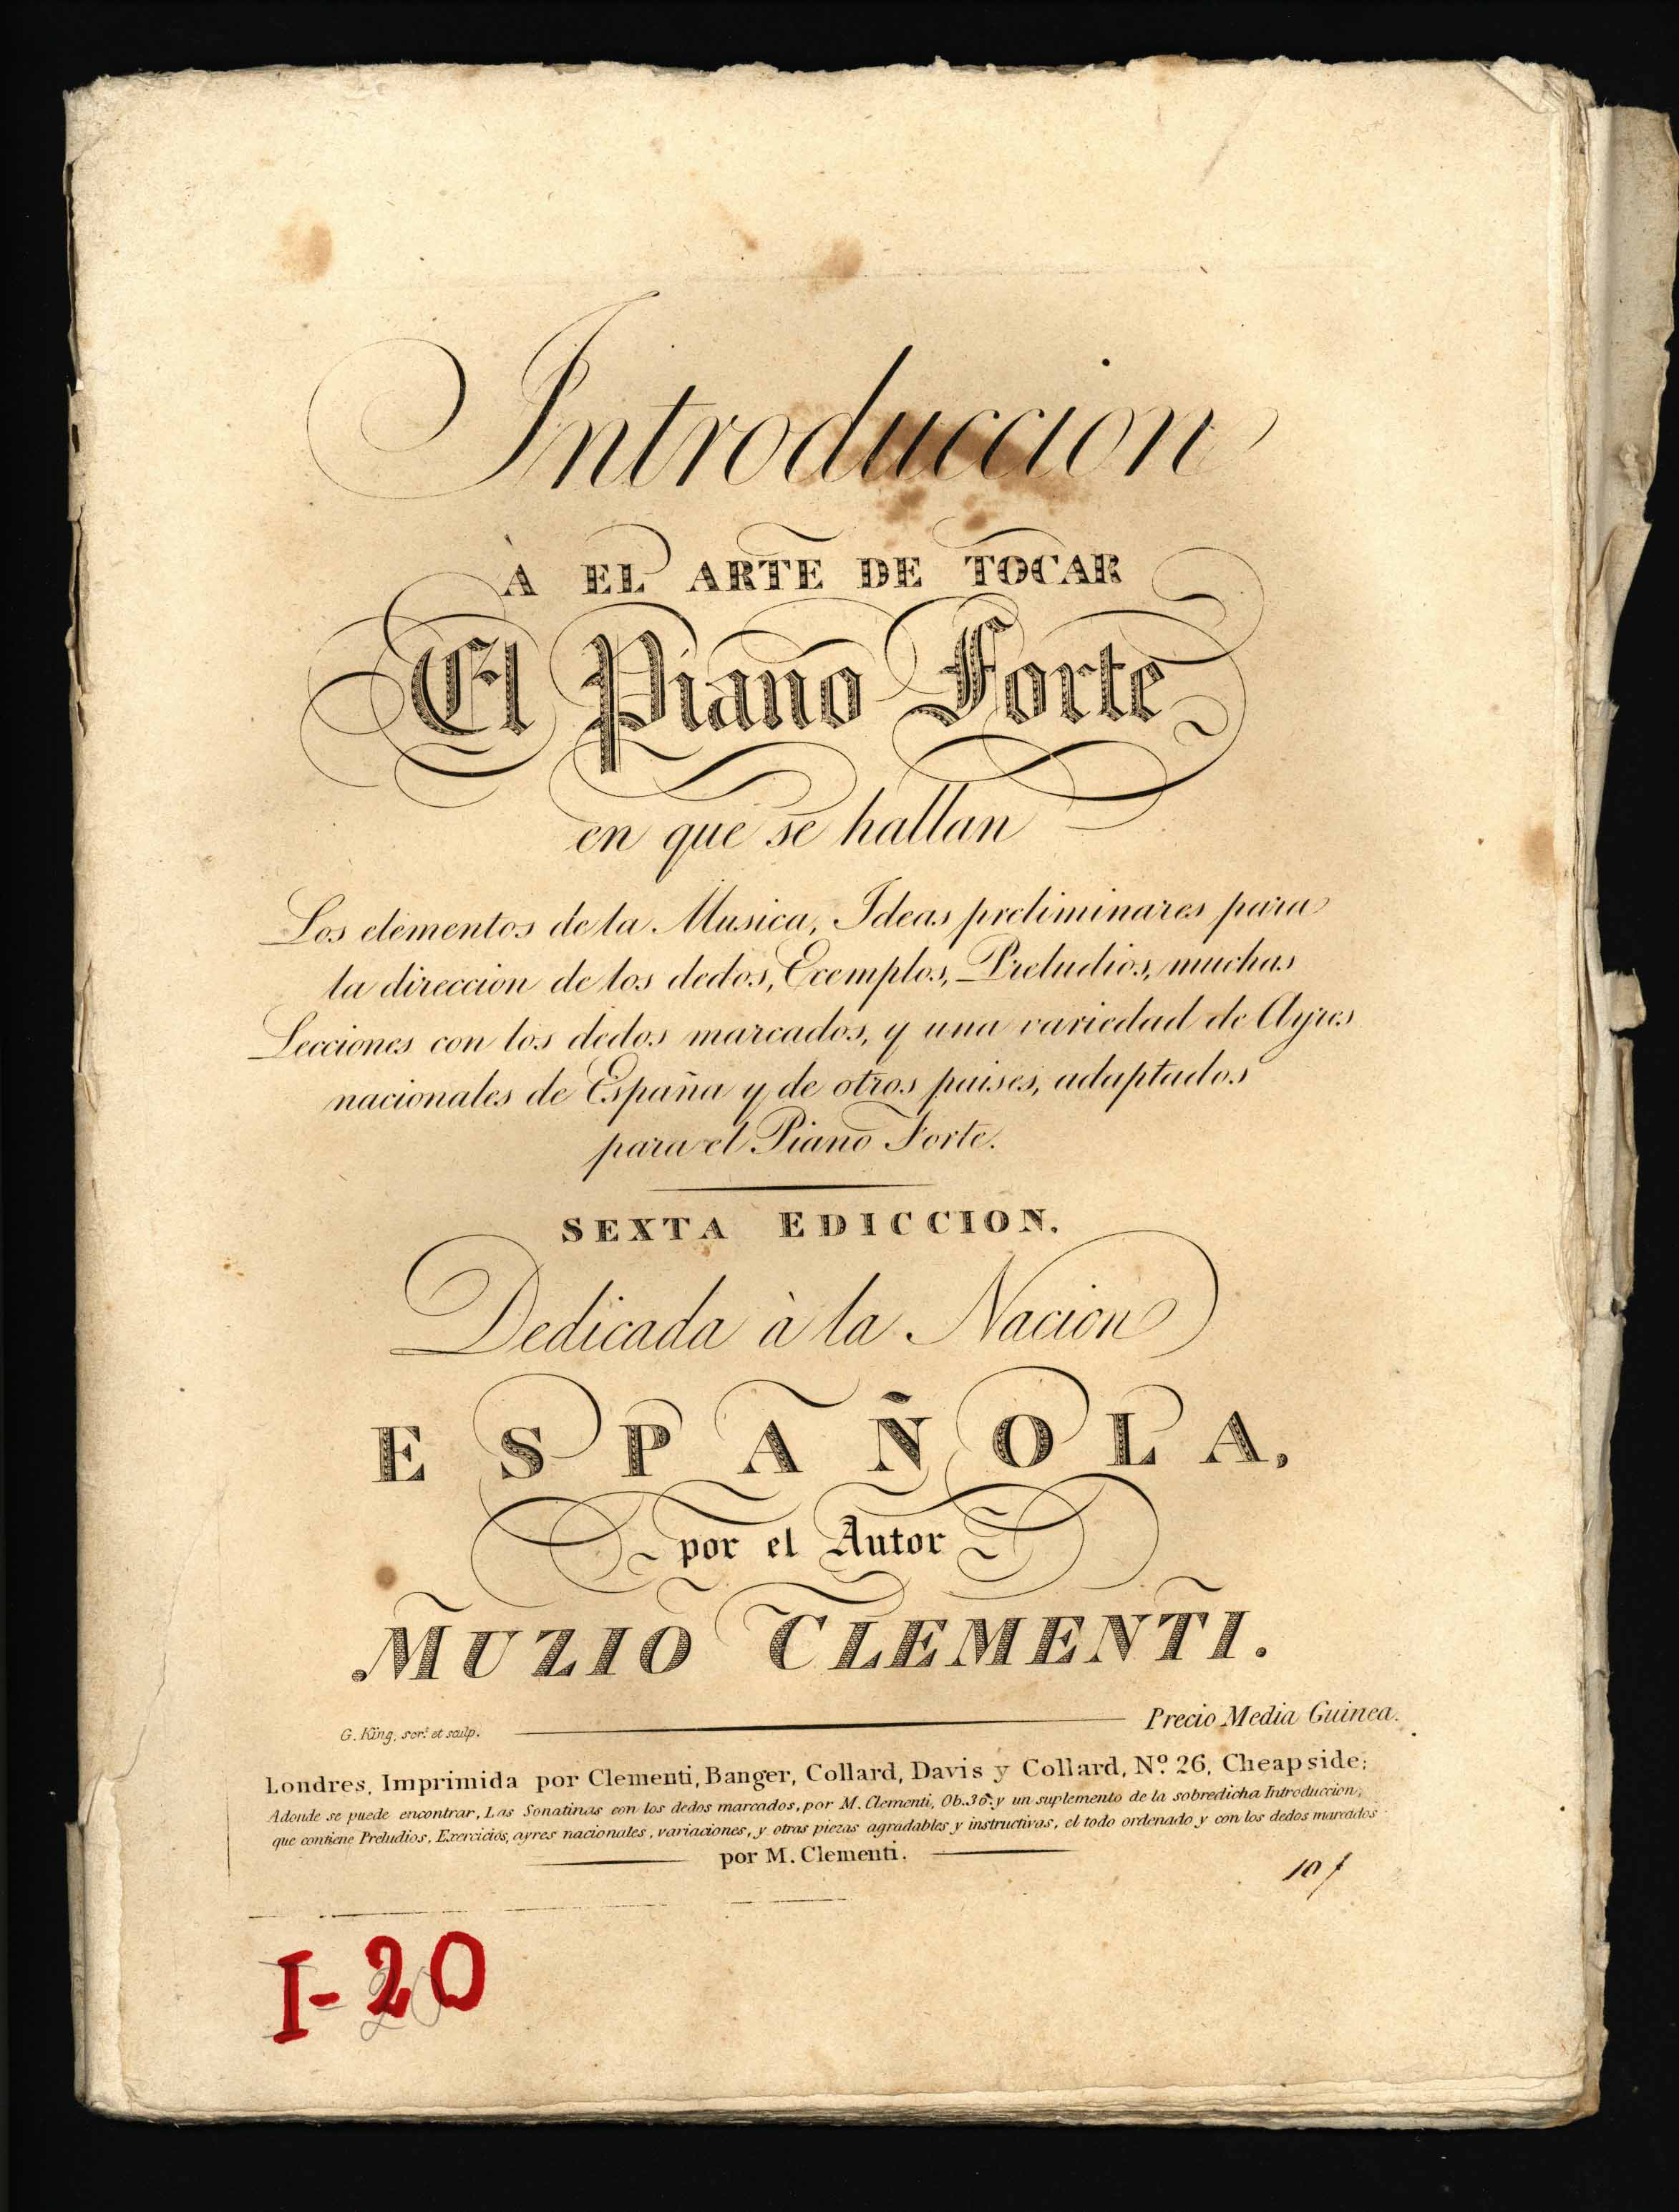 Introduccion
À EL ARTE DE TOCAR
El Piano Forte
en que se hallan
Los elementos de la Musica, Ideas preliminares para
la direccion de los dedos, Exemplos, Preludios, muchas
Lecciones con los dedos marcados, y una variedad de Ayres
nacionales de España y de otros paises, adaptados
para el Piano Forte.
SEXTA EDICCION.
Dedicada à la Nacion
ESPAÑOLA,
por el Autor
MUZIO CLEMENTI.
G. King, scr.t et sculp. Precio Media Guinea.
Londres, Imprimida por Clementi, Banger, Collard, Davis y Collard, Nº. 26, Cheapside;
Adonde se puede encontrar, Las Sonatinas con los dedos marcados, por M. Clementi, Ob. 36. y un suplemento de la sobredicha Introduccion,
que contiene Preludios, Exercicios, ayres nacionales, variaciones, y otras piezas agradables y instructivas, el todo ordenado y con los dedos marcados
por M. Clementi.
I-20